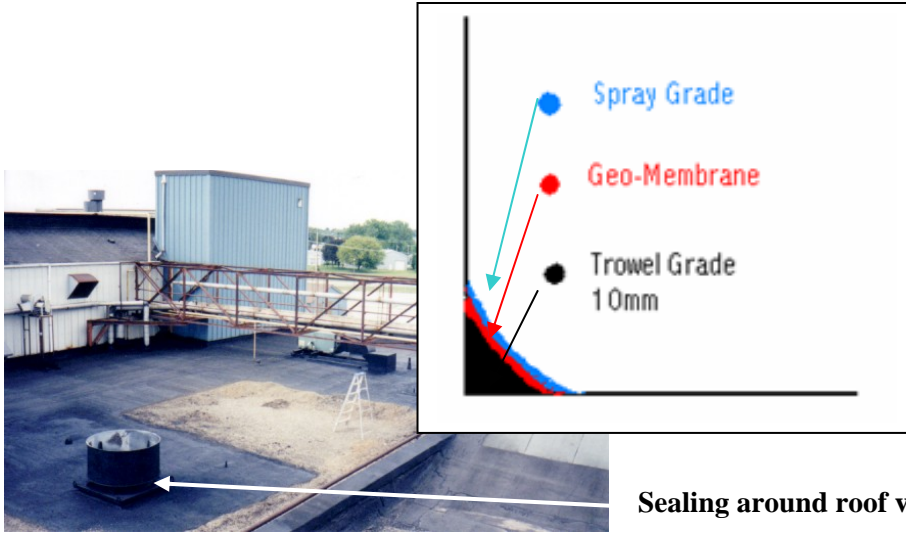 Spray Grade
Geo-Membrane
Trowel Grade
10mm
Sealing around roof v